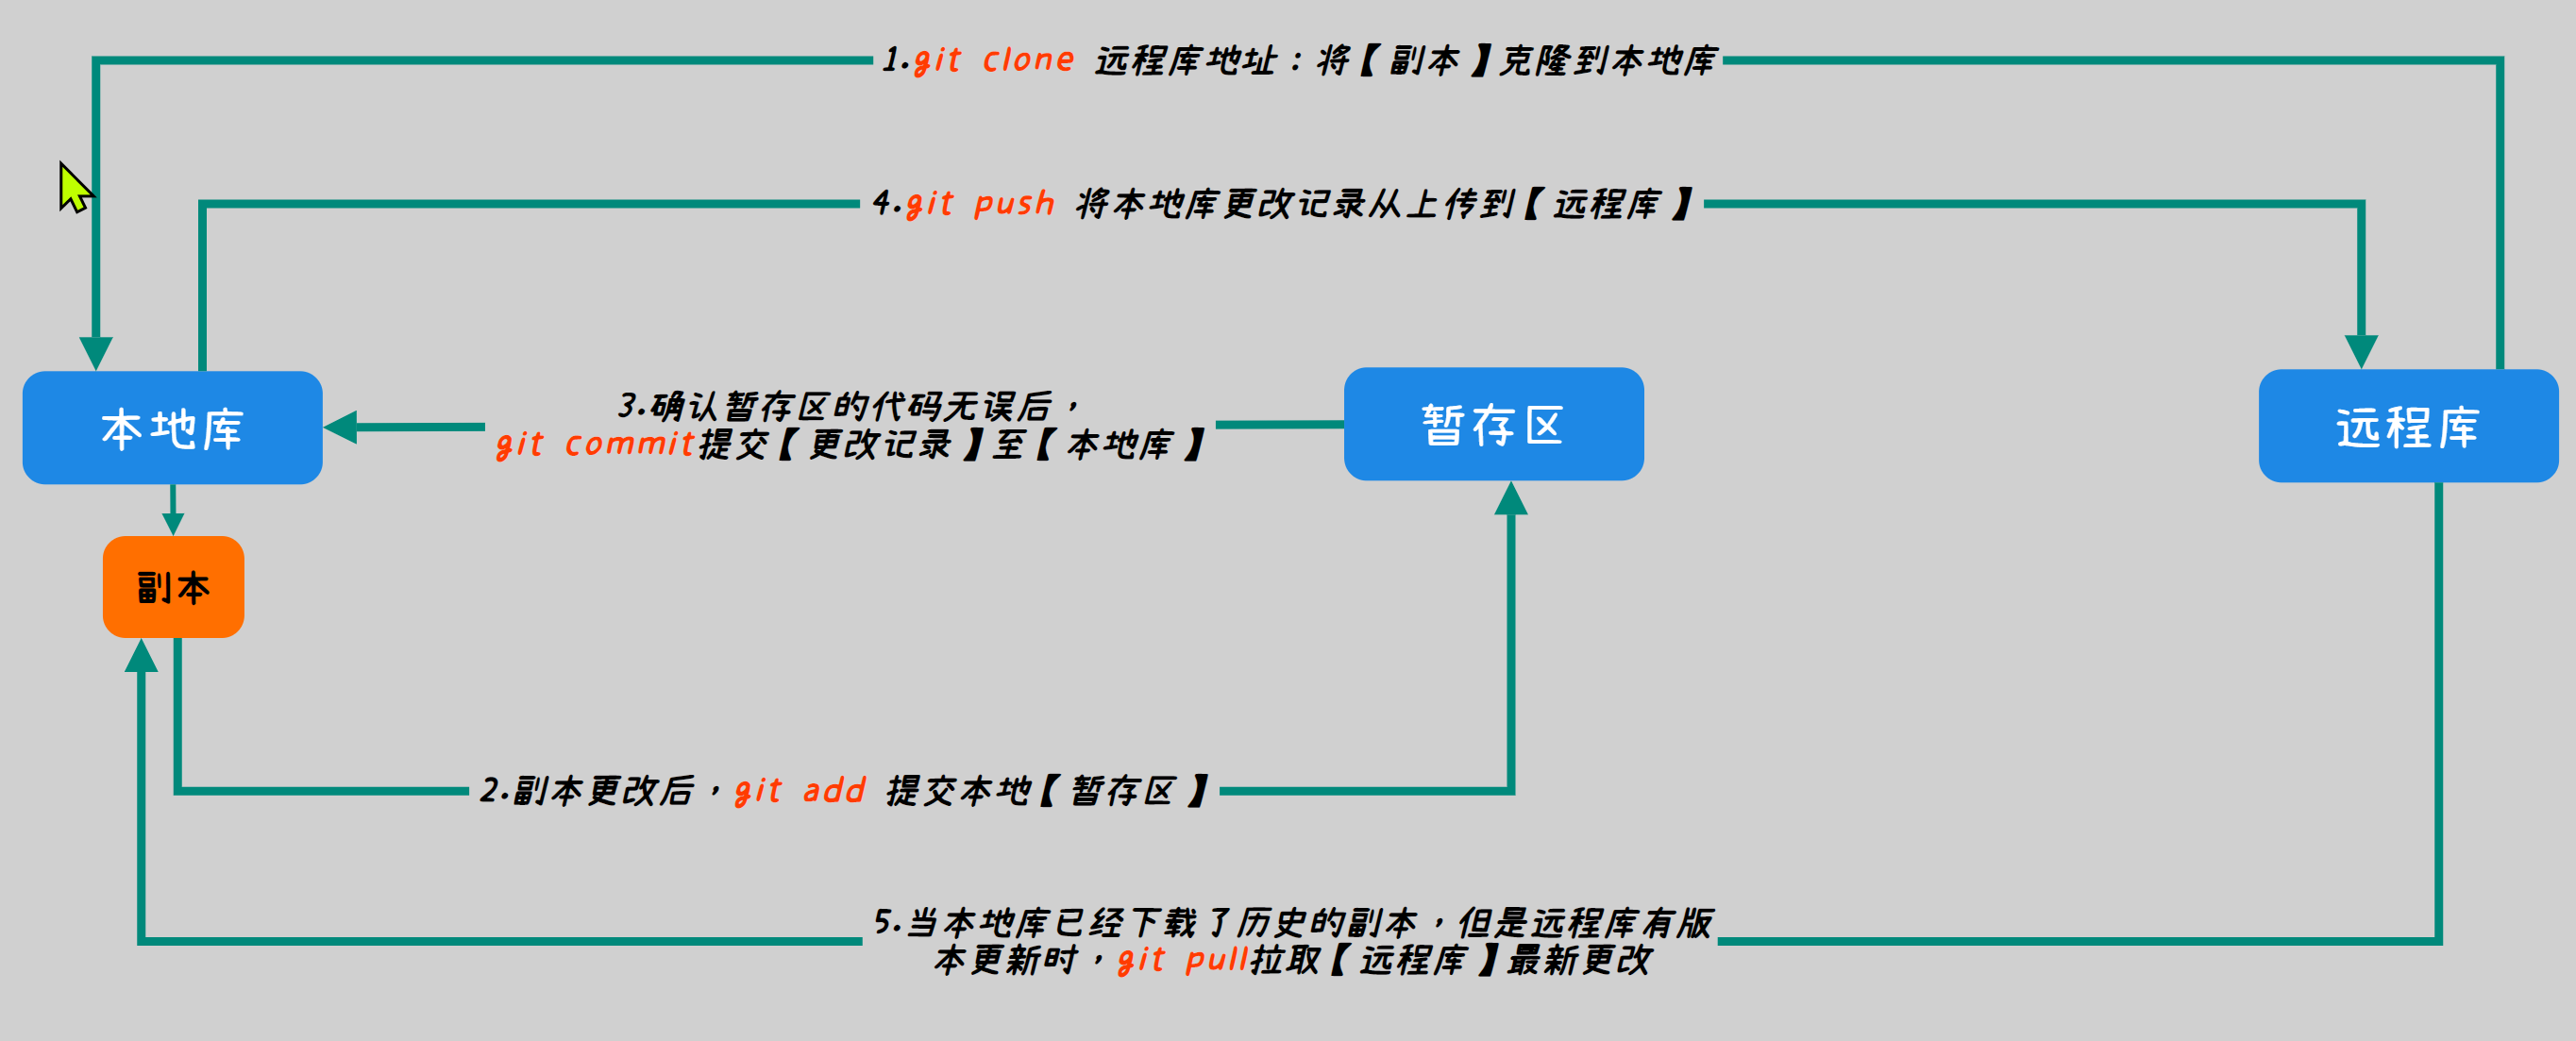 1.git clone 远程库地址：将【副本】克隆到本地库
4.git push 将本地库更改记录从上传到【远程库】
本地库
3.确认暂存区的代码无误后，
git commit提交【更改记录】至【本地库】
暂存区
远程库
副本
2.副本更改后，git add 提交本地【暂存区】
5.当本地库已经下载了历史的副本，但是远程库有版
本更新时，git pull拉取【远程库】最新更改